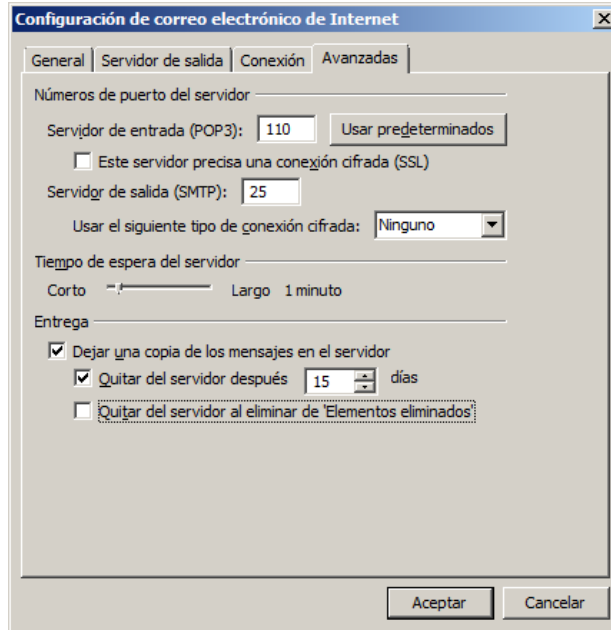 Configuración de correo electrónico de Internet
General Servidor de salida Conexión Avanzadas
Números de puerto del servidor
Servidor de entrada (POP3): 110 Usar predeterminados
Este servidor precisa una conexión cifrada (SSL)
Servidor de salida (SMTP): 25
Usar el siguiente tipo de conexión cifrada: Ninguno
Tiempo de espera del servidor
Corto Largo 1 minuto
Entrega
Dejar una copia de los mensajes en el servidor
Quitar del servidor después 15 días
Quitar del servidor al eliminar de 'Elementos eliminados'
Aceptar Cancelar